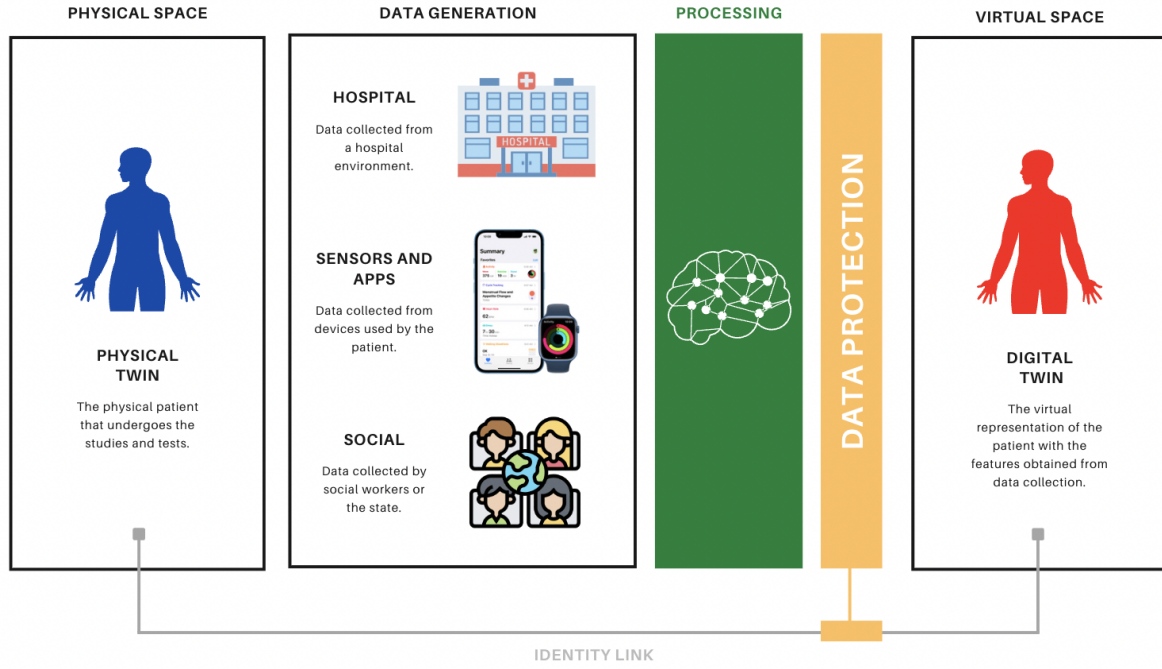 PHYSICAL SPACE
DATA GENERATION
PROCESSING
VIRTUAL SPACE
HOSPITAL
Data collected from
a hospital
environment.
HOSPITAL
SENSORS AND
APPS
Data collected from
devices used by the
patient.
Summary
SOCIAL
Data collected by
social workers or
the state.
PHYSICAL
TWIN
The physical patient
that undergoes the
studies and tests.
DATA PROTECTION
DIGITAL
TWIN
The virtual
representation of the
patient with the
features obtained from
data collection.
IDENTITY LINK